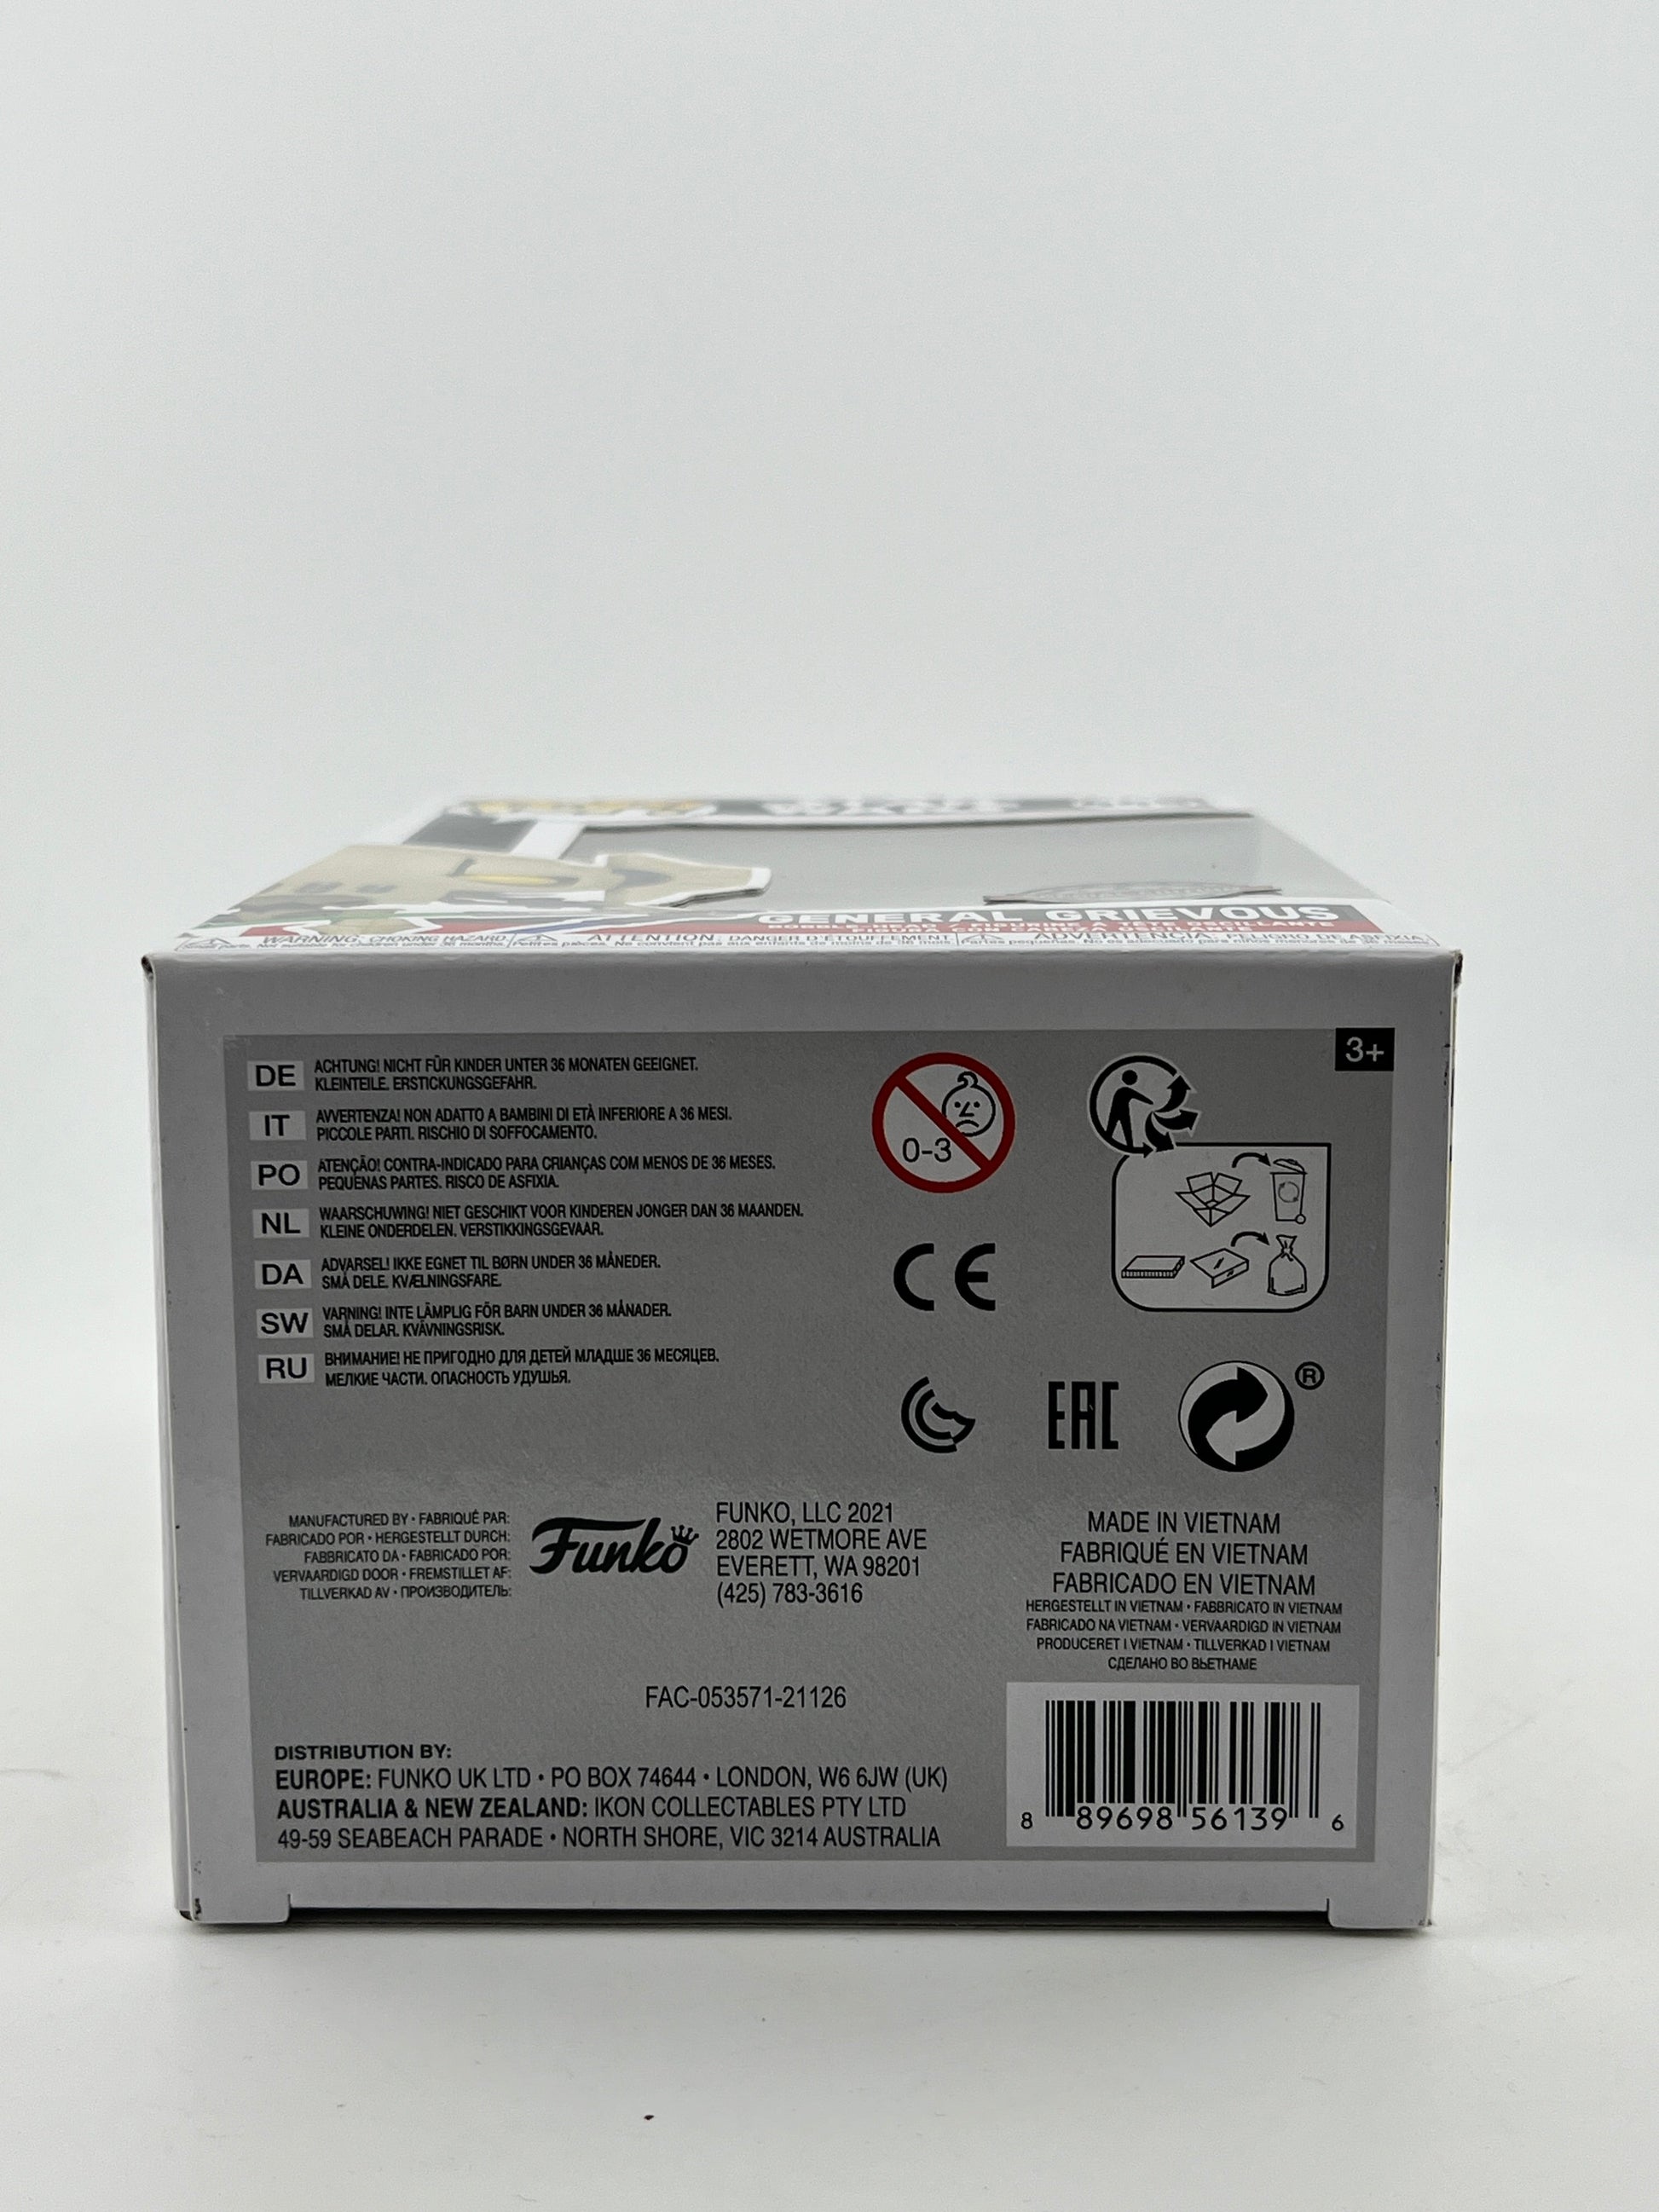 GENERAL GRIEVOUS
WARNING: CHOKING HAZARD
ATTENTION: DANGER D'ÉTOUFFEMENT
ADVERTENCIA: PELIGRO DE ASFIXIA
3+
DE ACHTUNG! NICHT FÜR KINDER UNTER 36 MONATEN GEEIGNET.
KLEINTEILE. ERSTICKUNGSGEFAHR.
IT AVVERTENZA! NON ADATTO A BAMBINI DI ETÀ INFERIORE A 36 MESI.
PICCOLE PARTI. RISCHIO DI SOFFOCAMENTO.
PO ATENÇÃO! CONTRA-INDICADO PARA CRIANÇAS COM MENOS DE 36 MESES.
PEQUENAS PARTES. RISCO DE ASFIXIA.
NL WAARSCHUWING! NIET GESCHIKT VOOR KINDEREN JONGER DAN 36 MAANDEN.
KLEINE ONDERDELEN. VERSTIKKINGSGEVAAR.
DA ADVARSEL! IKKE EGNET TIL BØRN UNDER 36 MÅNEDER.
SMÅ DELE. KVÆLNINGSFARE.
SW VARNING! INTE LÄMPLIG FÖR BARN UNDER 36 MÅNADER.
SMÅ DELAR. KVÄVNINGSRISK.
RU ВНИМАНИЕ! НЕ ПРИГОДНО ДЛЯ ДЕТЕЙ МЛАДШЕ 36 МЕСЯЦЕВ.
МЕЛКИЕ ЧАСТИ. ОПАСНОСТЬ УДУШЬЯ.
0-3
CE
EAC
®
MANUFACTURED BY • FABRIQUÉ PAR:
FABRICADO POR • HERGESTELLT DURCH:
FABBRICATO DA • FABRICADO POR:
VERVAARDIGD DOOR • FREMSTILLET AF:
TILLVERKAD AV • ПРОИЗВОДИТЕЛЬ:
Funko
FUNKO, LLC 2021
2802 WETMORE AVE
EVERETT, WA 98201
(425) 783-3616
MADE IN VIETNAM
FABRIQUÉ EN VIETNAM
FABRICADO EN VIETNAM
HERGESTELLT IN VIETNAM • FABBRICATO IN VIETNAM
FABRICADO NA VIETNAM • VERVAARDIGD IN VIETNAM
PRODUCERET I VIETNAM • TILLVERKAD I VIETNAM
СДЕЛАНО ВО ВЬЕТНАМЕ
FAC-053571-21126
DISTRIBUTION BY:
EUROPE: FUNKO UK LTD • PO BOX 74644 • LONDON, W6 6JW (UK)
AUSTRALIA & NEW ZEALAND: IKON COLLECTABLES PTY LTD
49-59 SEABEACH PARADE • NORTH SHORE, VIC 3214 AUSTRALIA
8 89698 56139 6